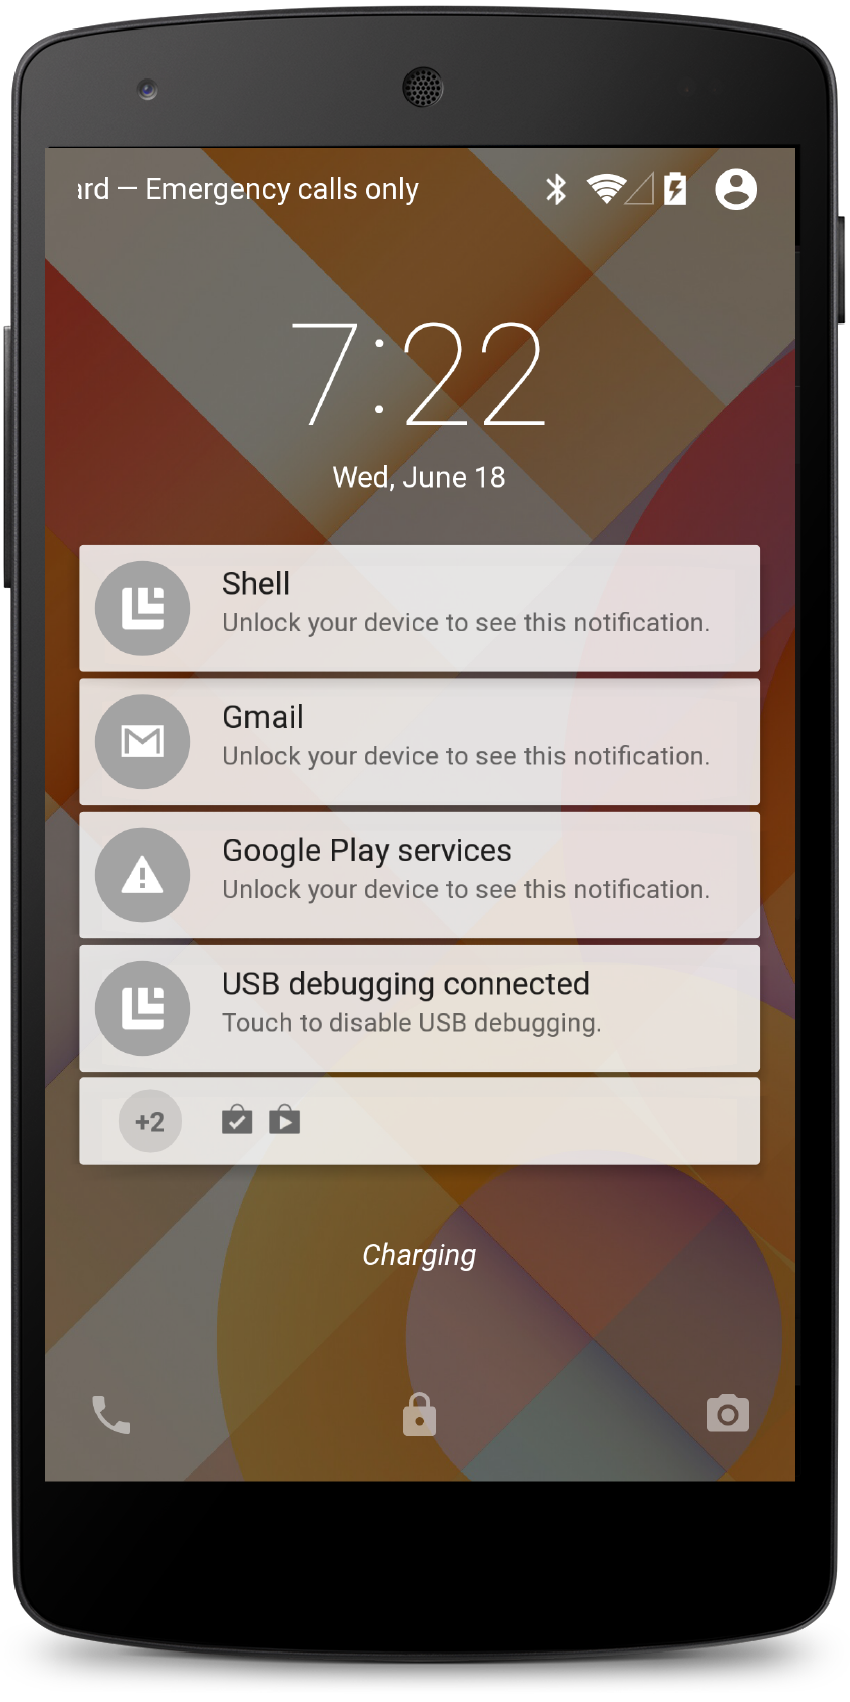 ard — Emergency calls only
7:22
Wed, June 18
Shell
Unlock your device to see this notification.
Gmail
Unlock your device to see this notification.
Google Play services
Unlock your device to see this notification.
USB debugging connected
Touch to disable USB debugging.
+2
Charging